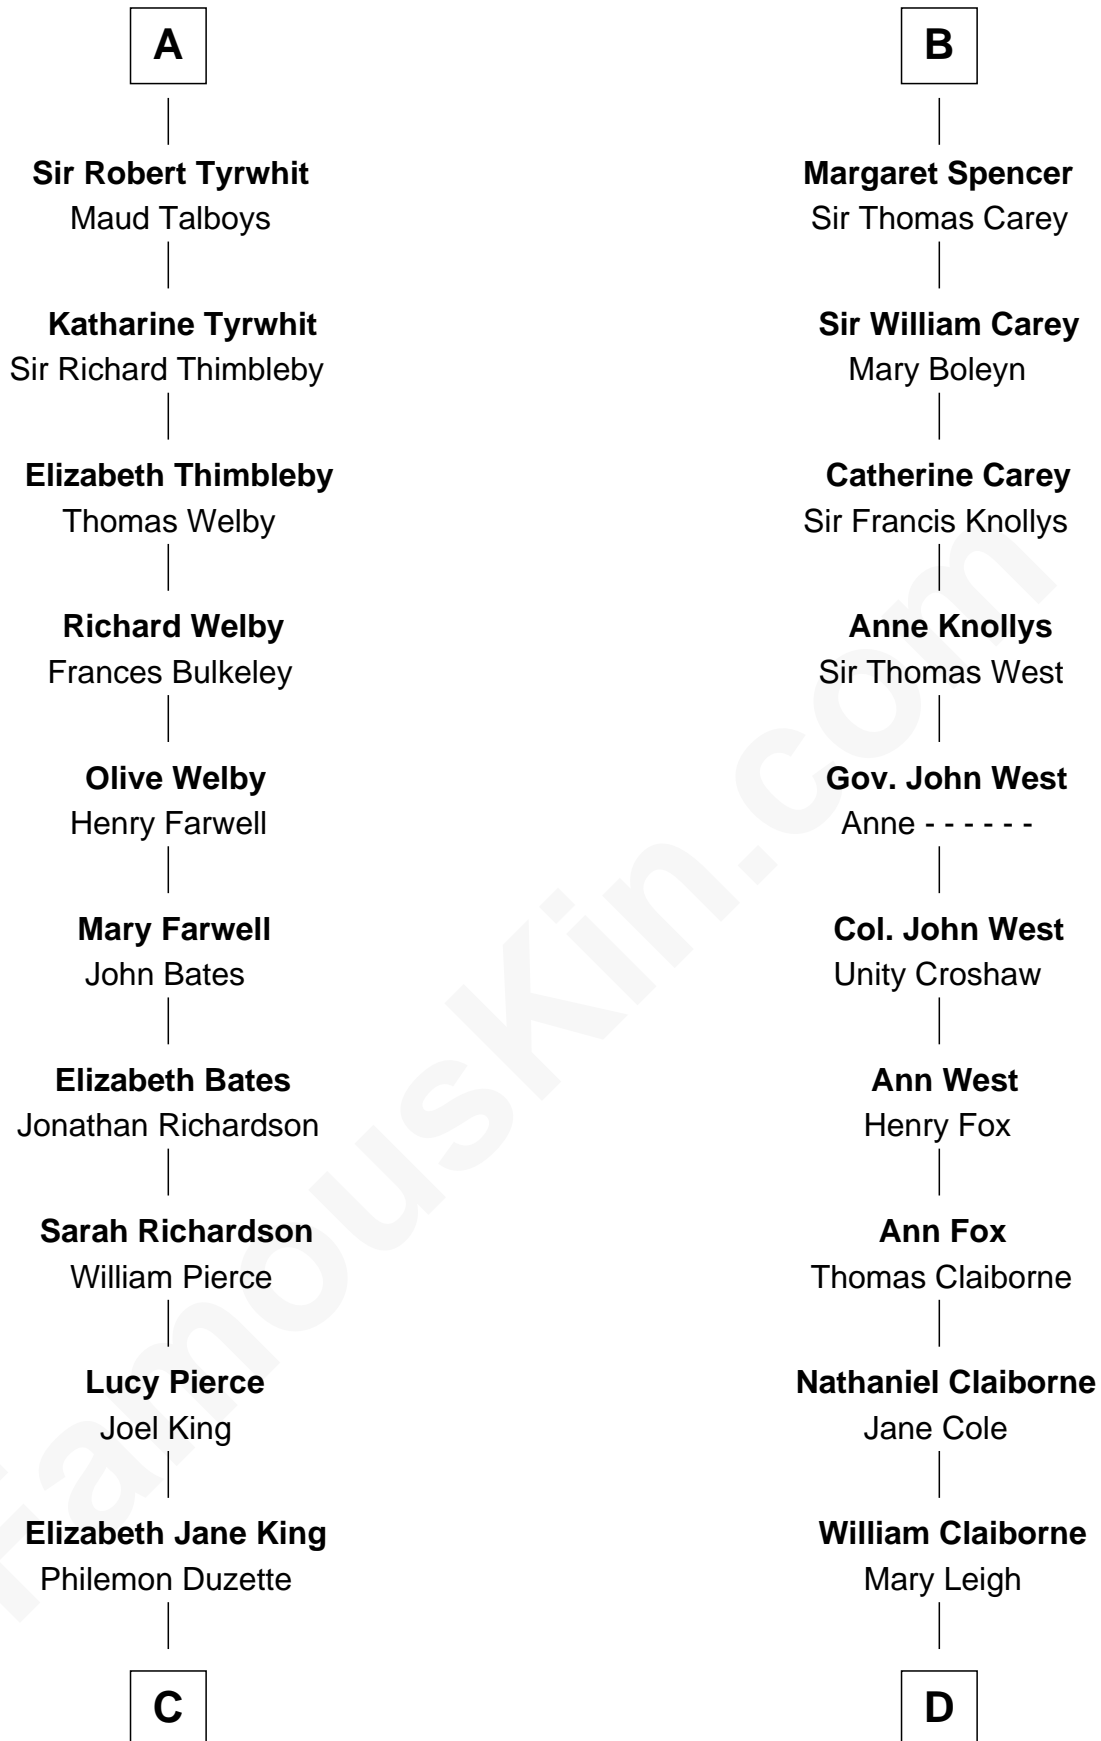 A
Sir Robert Tyrwhit
Maud Talboys
Katharine Tyrwhit
Sir Richard Thimbleby
Elizabeth Thimbleby
Thomas Welby
Richard Welby
Frances Bulkeley
Olive Welby
Henry Farwell
Mary Farwell
John Bates
Elizabeth Bates
Jonathan Richardson
Sarah Richardson
William Pierce
Lucy Pierce
Joel King
Elizabeth Jane King
Philemon Duzette
C
B
Margaret Spencer
Sir Thomas Carey
Sir William Carey
Mary Boleyn
Catherine Carey
Sir Francis Knollys
Anne Knollys
Sir Thomas West
Gov. John West
Anne - - - - - -
Col. John West
Unity Croshaw
Ann West
Henry Fox
Ann Fox
Thomas Claiborne
Nathaniel Claiborne
Jane Cole
William Claiborne
Mary Leigh
D
FamousKin.com